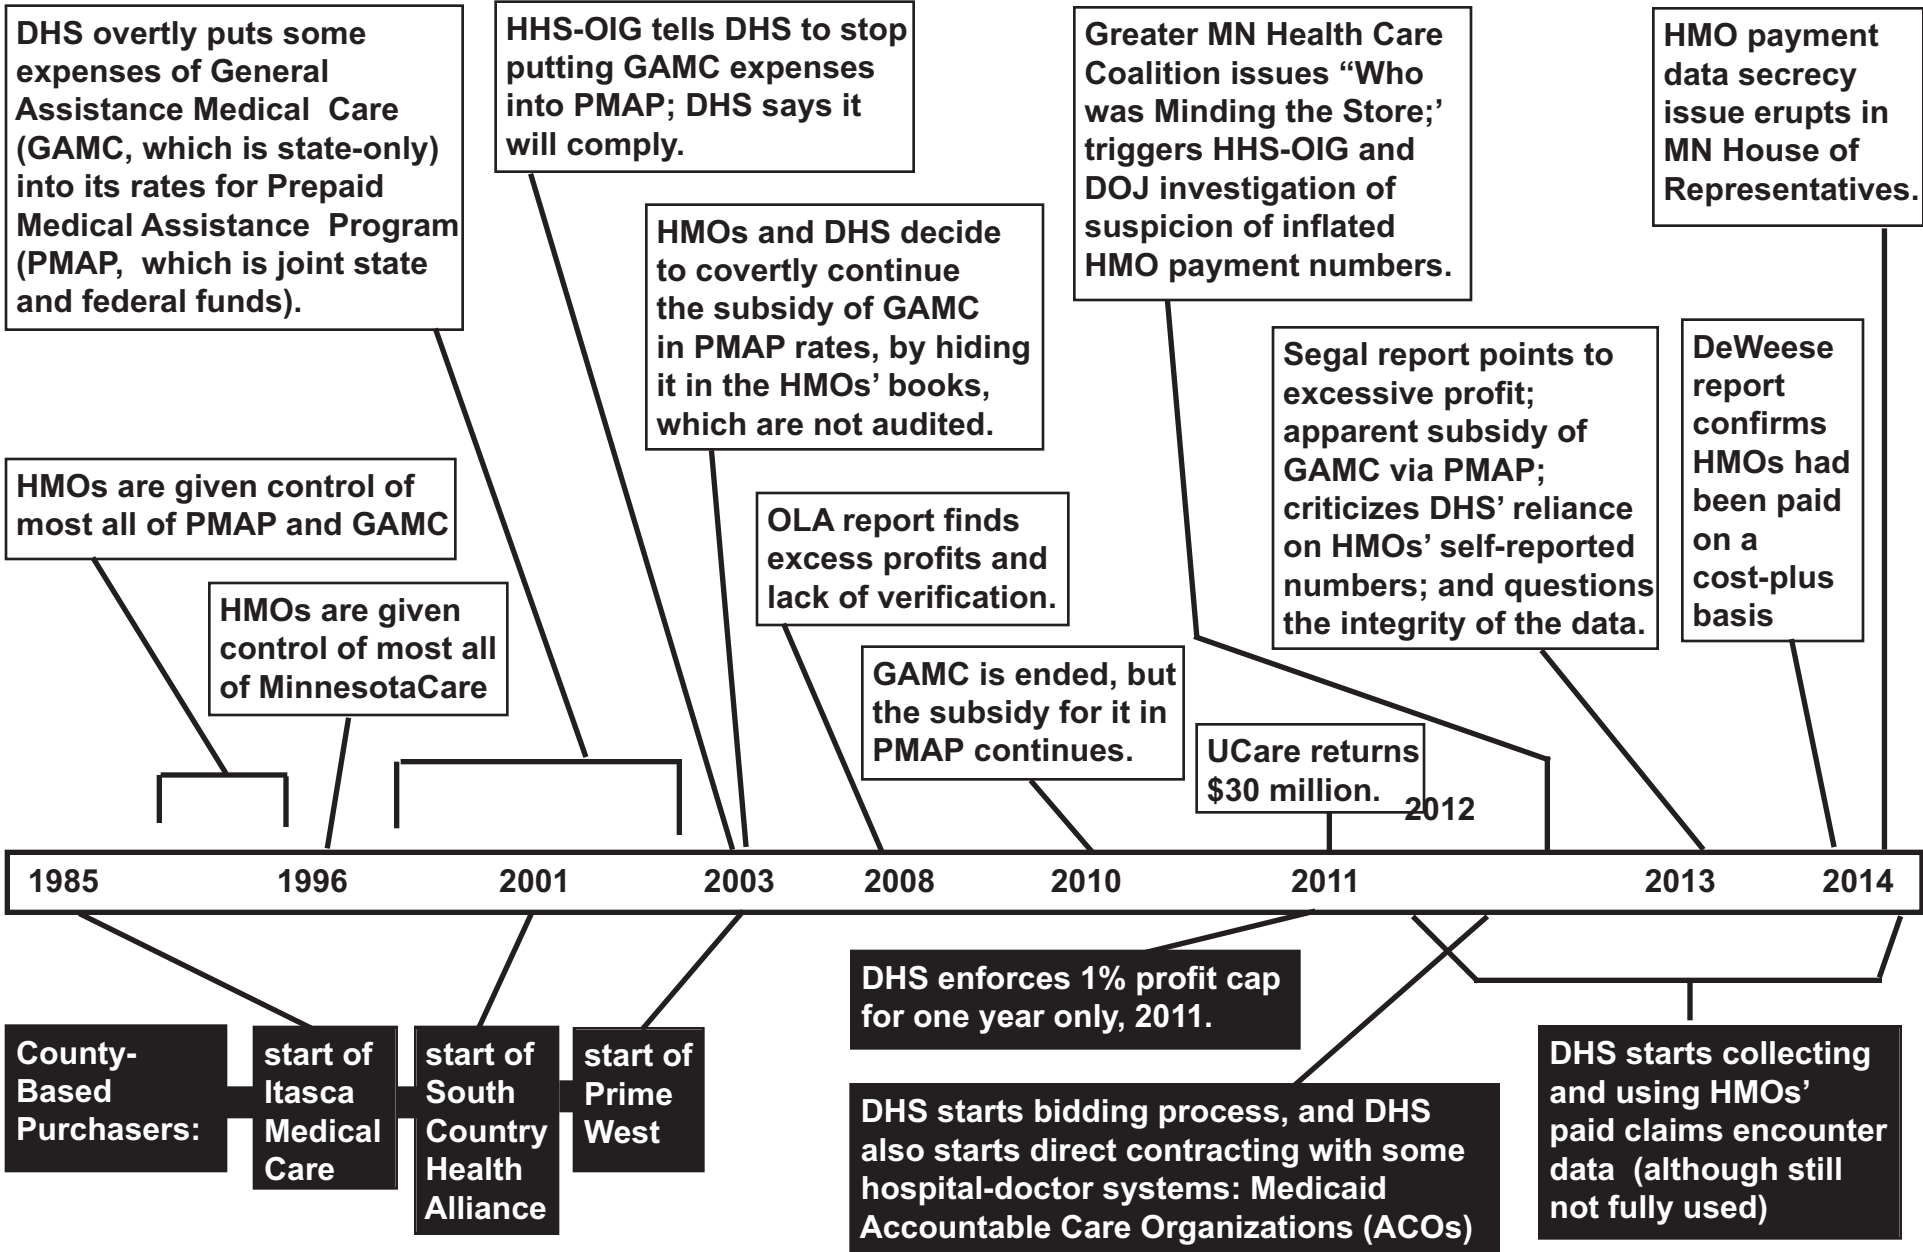 DHS overtly puts some
expenses of General
Assistance Medical Care
(GAMC, which is state-only)
into its rates for Prepaid
Medical Assistance Program
(PMAP, which is joint state
and federal funds).
HHS-OIG tells DHS to stop
putting GAMC expenses
into PMAP; DHS says it
will comply.
Greater MN Health Care
Coalition issues “Who
was Minding the Store;’
triggers HHS-OIG and
DOJ investigation of
suspicion of inflated
HMO payment numbers.
HMO payment
data secrecy
issue erupts in
MN House of
Representatives.
HMOs and DHS decide
to covertly continue
the subsidy of GAMC
in PMAP rates, by hiding
it in the HMOs’ books,
which are not audited.
Segal report points to
excessive profit;
apparent subsidy of
GAMC via PMAP;
criticizes DHS’ reliance
on HMOs’ self-reported
numbers; and questions
the integrity of the data.
DeWeese
report
confirms
HMOs had
been paid
on a
cost-plus
basis
HMOs are given control of
most all of PMAP and GAMC
OLA report finds
excess profits and
lack of verification.
HMOs are given
control of most all
of MinnesotaCare
GAMC is ended, but
the subsidy for it in
PMAP continues.
UCare returns
$30 million.
2012
1985 1996 2001 2003 2008 2010 2011 2013 2014
County-
Based
Purchasers:
start of
Itasca
Medical
Care
start of
South
Country
Health
Alliance
start of
Prime
West
DHS enforces 1% profit cap
for one year only, 2011.
DHS starts bidding process, and DHS
also starts direct contracting with some
hospital-doctor systems: Medicaid
Accountable Care Organizations (ACOs)
DHS starts collecting
and using HMOs’
paid claims encounter
data (although still
not fully used)